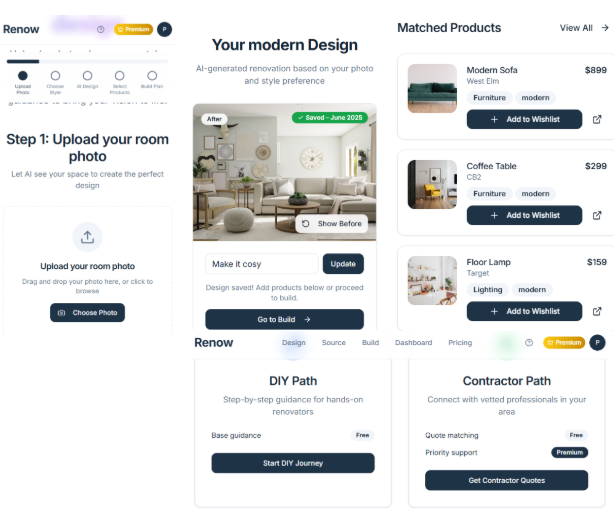 Renow
Premium
P
Upload Photo
Choose Style
AI Design
Select Products
Build Plan
guidance to bring your vision to life.
Step 1: Upload your room
photo
Let AI see your space to create the perfect
design
Upload your room photo
Drag and drop your photo here, or click to
browse
Choose Photo
Your modern Design
AI-generated renovation based on your photo
and style preference
After
✓ Saved - June 2025
Show Before
Make it cosy
Update
Design saved! Add products below or proceed
to build.
Go to Build →
Matched Products
View All →
Modern Sofa
$899
West Elm
Furniture
modern
+ Add to Wishlist
Coffee Table
$299
CB2
Furniture
modern
+ Add to Wishlist
Floor Lamp
$159
Target
Lighting
modern
+ Add to Wishlist
Renow
Design
Source
Build
Dashboard
Pricing
Premium
P
DIY Path
Step-by-step guidance for hands-on
renovators
Base guidance
Free
Start DIY Journey
Contractor Path
Connect with vetted professionals in your
area
Quote matching
Free
Priority support
Premium
Get Contractor Quotes